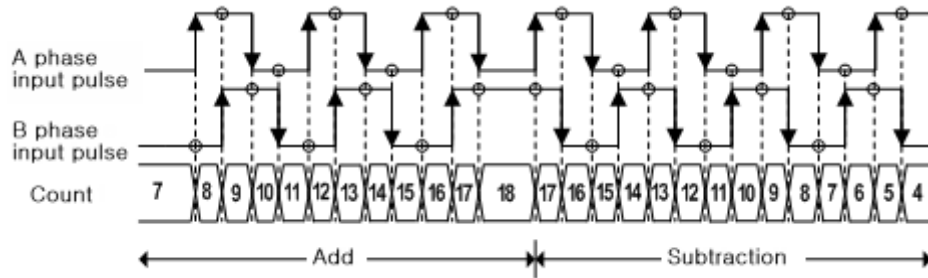 A phase
input pulse
B phase
input pulse
Count 7 8 9 10 11 12 13 14 15 16 17 18 17 16 15 14 13 12 11 10 9 8 7 6 5 4
Add Subtraction